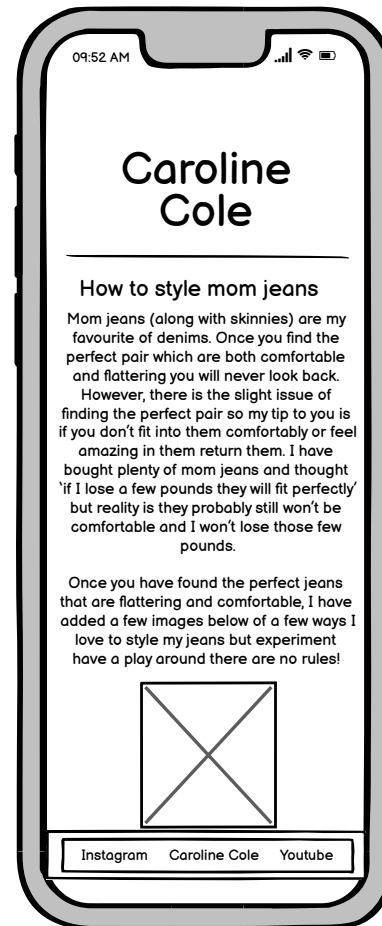 09:52 AM
Caroline
Cole
How to style mom jeans
Mom jeans (along with skinnies) are my
favourite of denims. Once you find the
perfect pair which are both comfortable
and flattering you will never look back.
However, there is the slight issue of
finding the perfect pair so my tip to you is
if you don't fit into them comfortably or feel
amazing in them return them. I have
bought plenty of mom jeans and thought
'if I lose a few pounds they will fit perfectly'
but reality is they probably still won't be
comfortable and I won't lose those few
pounds.
Once you have found the perfect jeans
that are flattering and comfortable, I have
added a few images below of a few ways I
love to style my jeans but experiment
have a play around there are no rules!
Instagram Caroline Cole Youtube